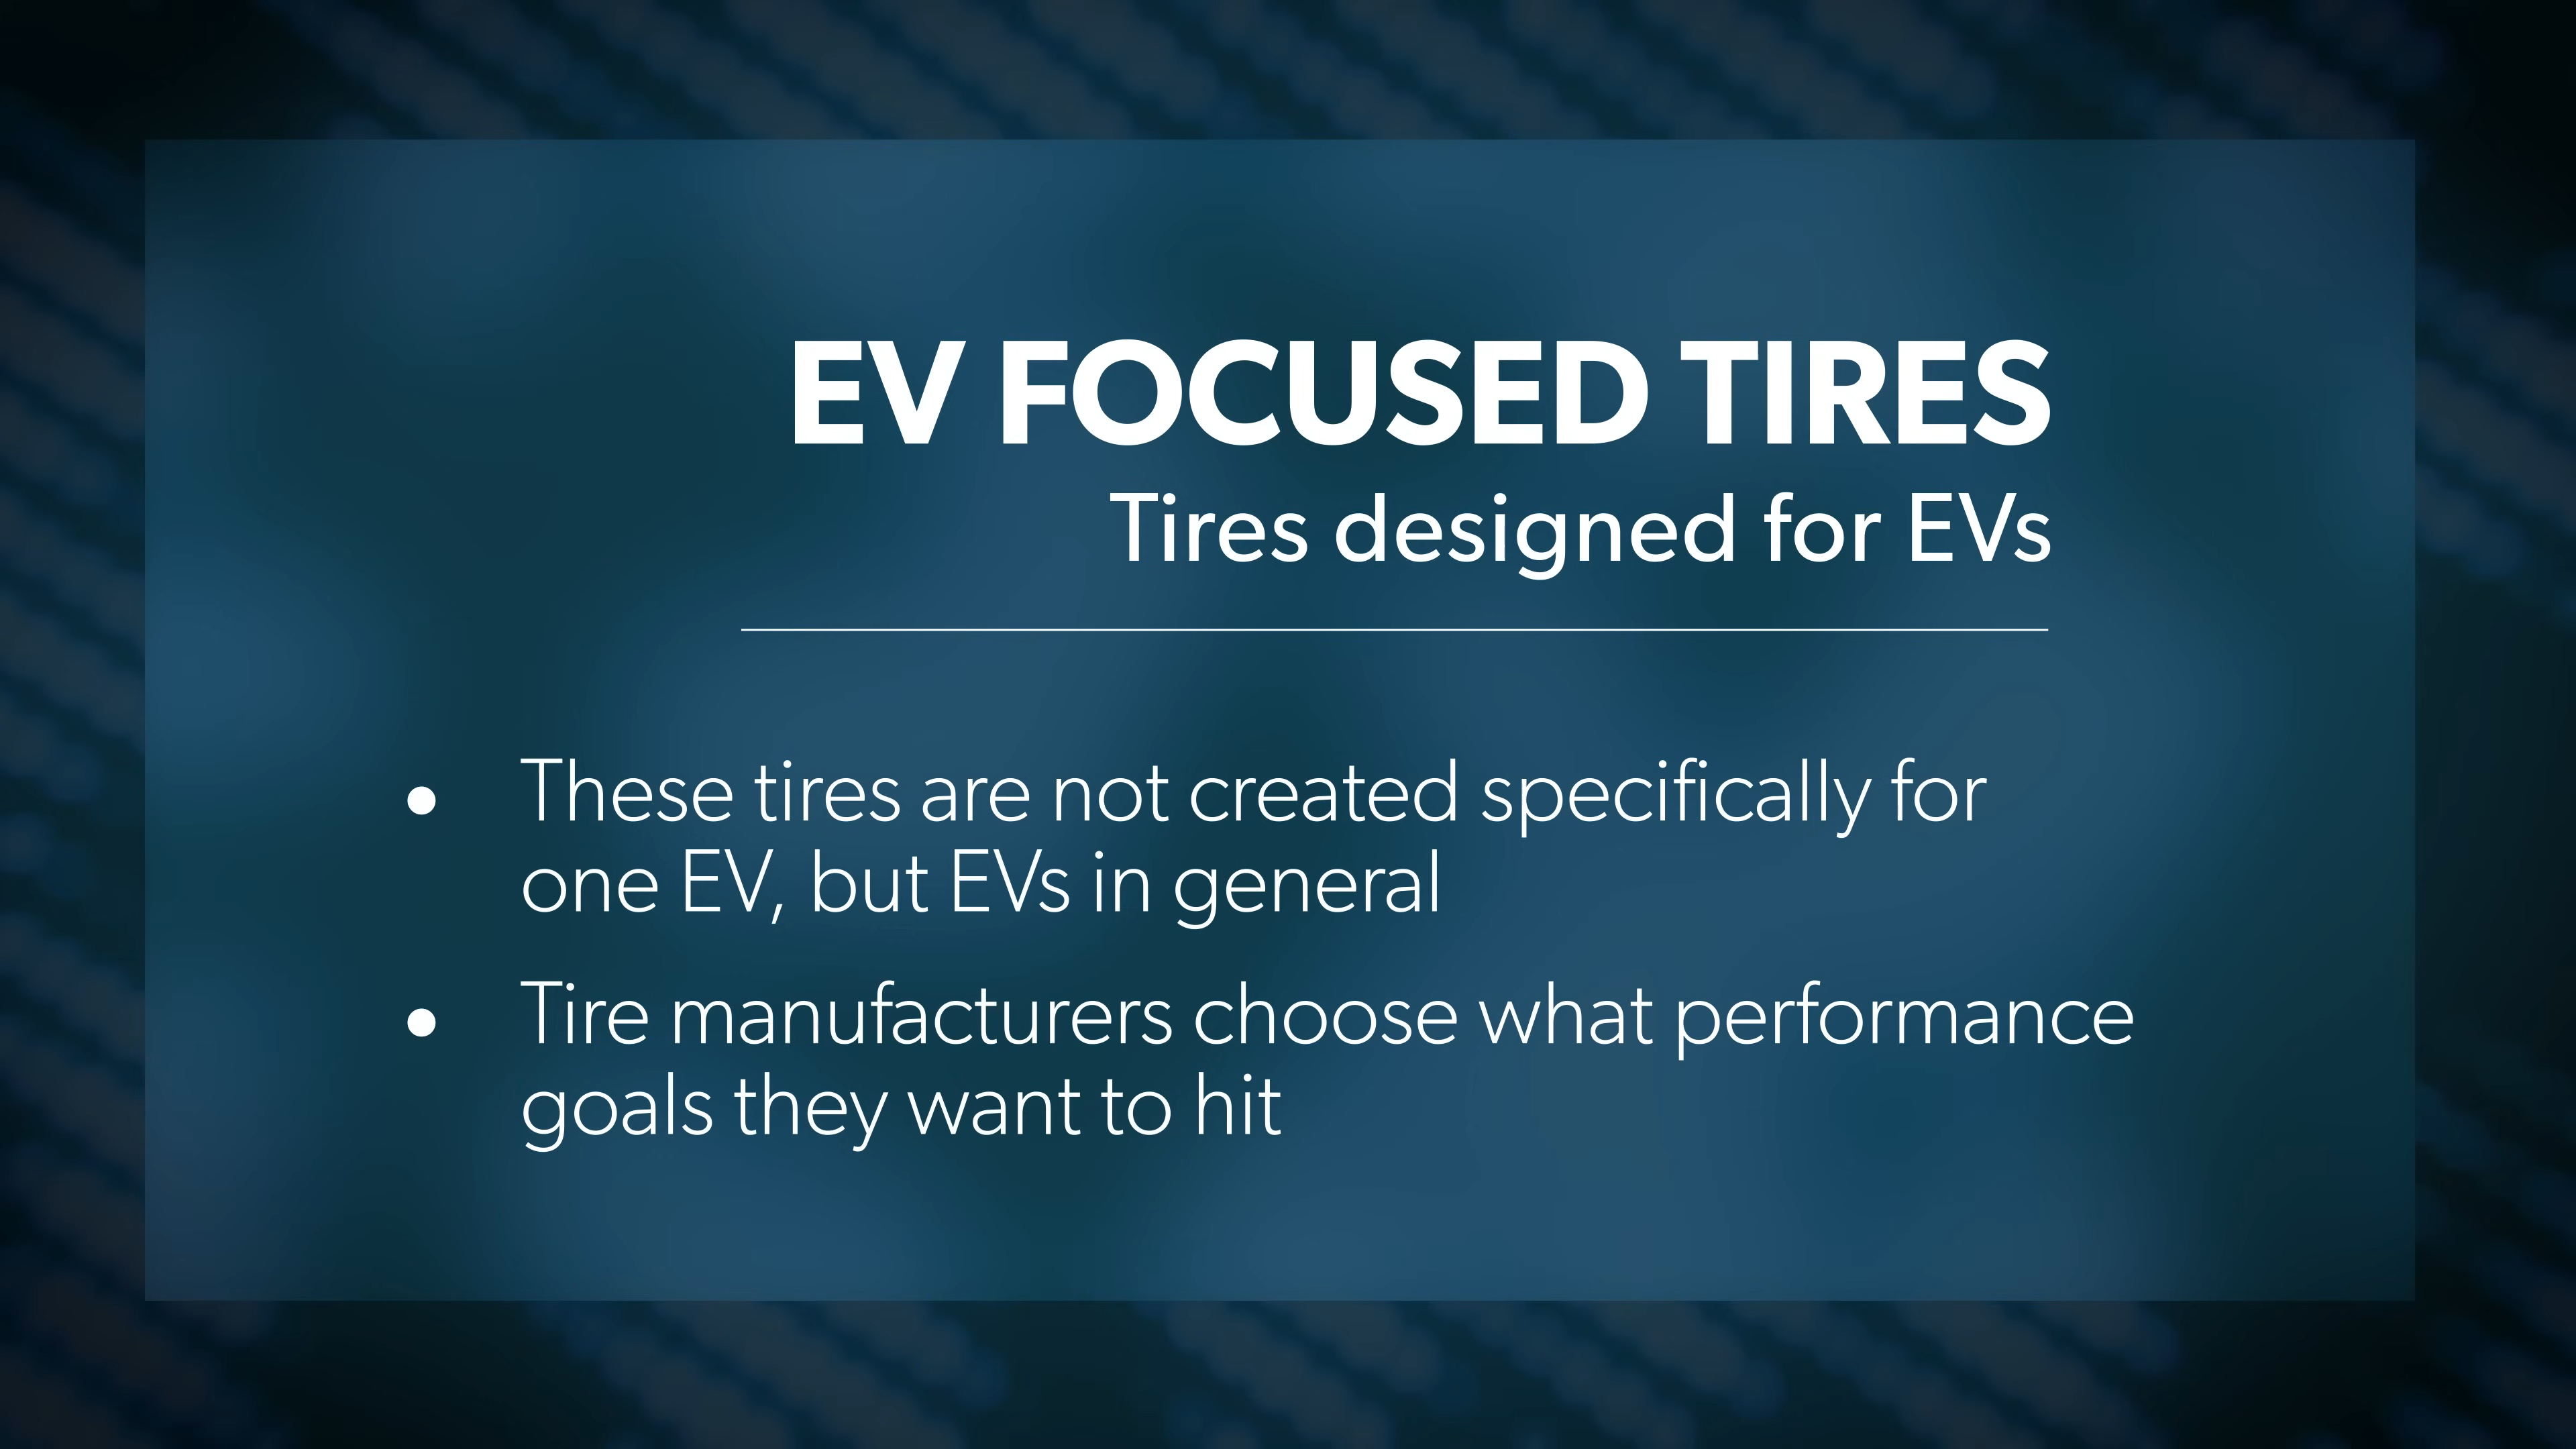 EV FOCUSED TIRES
Tires designed for EVs
• These tires are not created specifically for
one EV, but EVs in general
• Tire manufacturers choose what performance
goals they want to hit